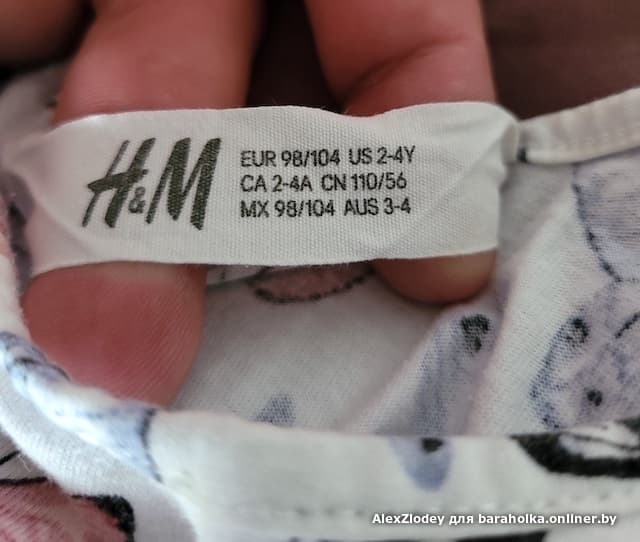 H&M
EUR 98/104 US 2-4Y
CA 2-4A CN 110/56
MX 98/104 AUS 3-4
AlexZlodey для baraholka.onliner.by